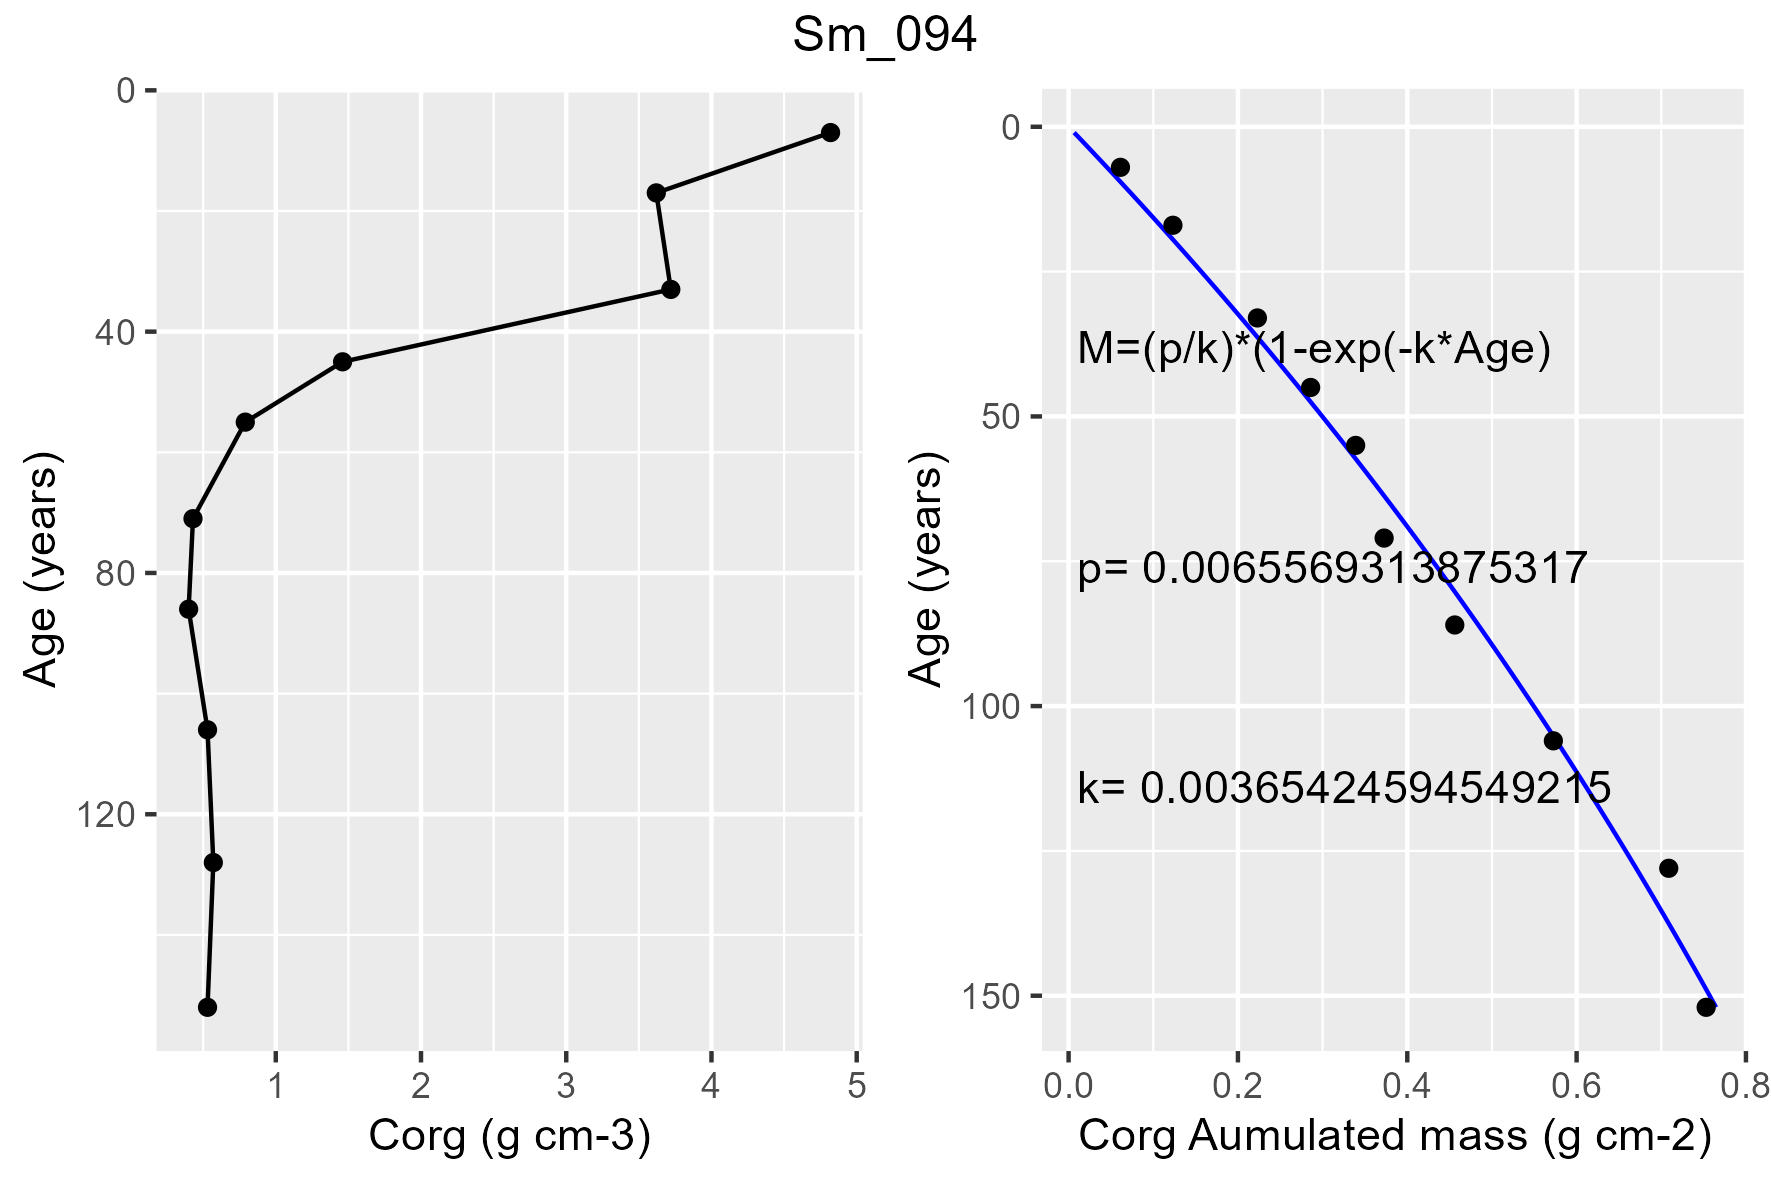 Sm_094
0
40
80
120
Age (years)
1
2
3
4
5
Corg (g cm-3)
0
50
100
150
Age (years)
M=(p/k)*(1-exp(-k*Age)
p= 0.0065569313875317
k= 0.00365424594549215
0.0
0.2
0.4
0.6
0.8
Corg Aumulated mass (g cm-2)